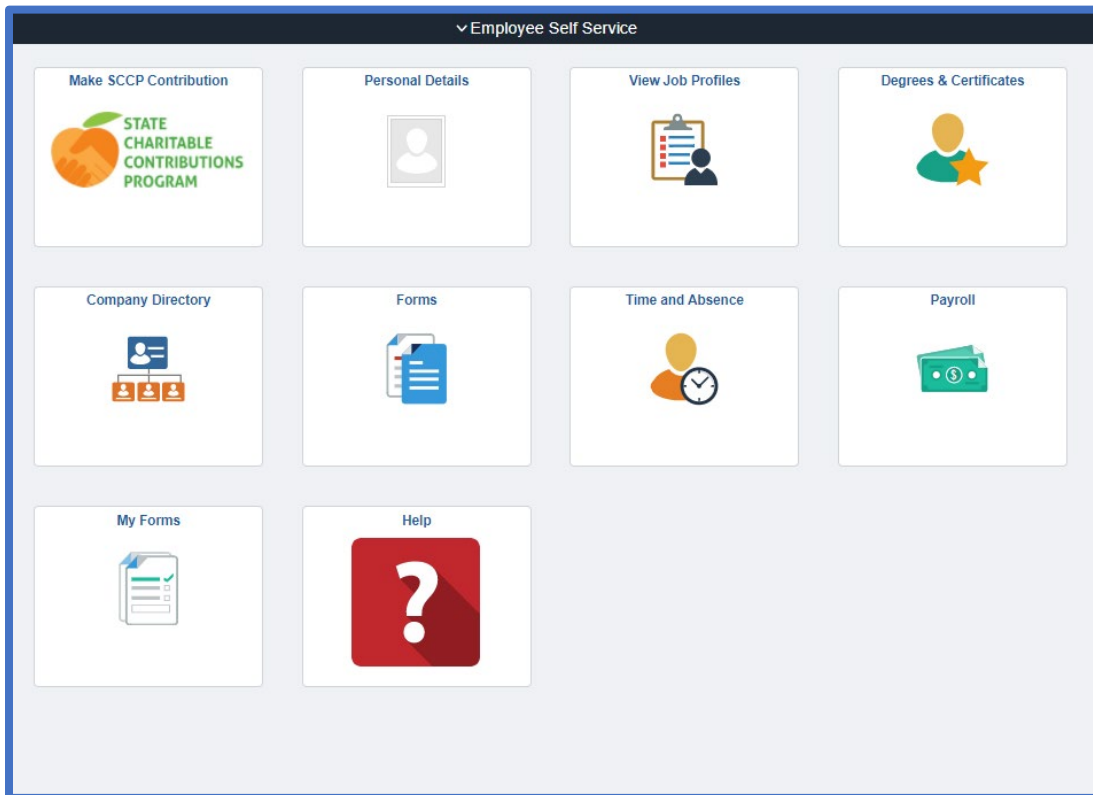 Employee Self Service
Make SCCP Contribution
STATE
CHARITABLE
CONTRIBUTIONS
PROGRAM
Personal Details
View Job Profiles
Degrees & Certificates
Company Directory
Forms
Time and Absence
Payroll
$
My Forms
Help
?